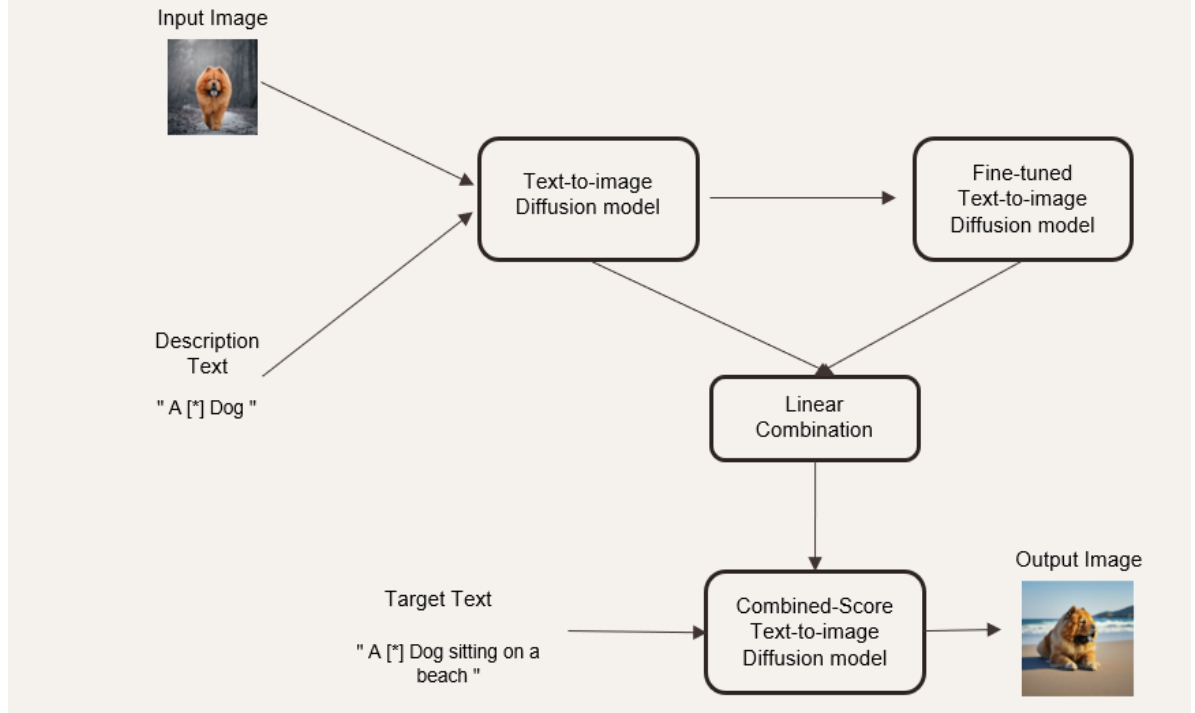 Input Image
Text-to-image
Diffusion model
Fine-tuned
Text-to-image
Diffusion model
Description
Text
" A [*] Dog "
Linear
Combination
Target Text
" A [*] Dog sitting on a
beach "
Combined-Score
Text-to-image
Diffusion model
Output Image